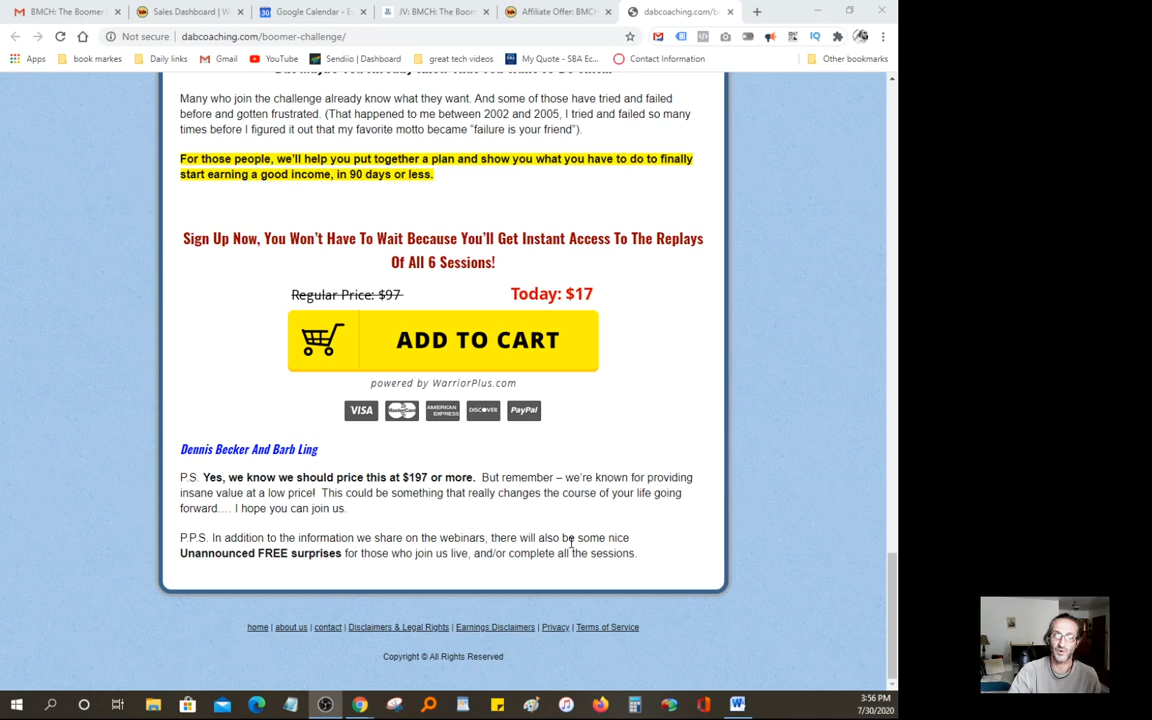 BMCH: The Boomer
Sales Dashboard | W
Google Calendar - E
JV: BMCH: The Boom
Affiliate Offer: BMCH
dabcoaching.com/b
Not secure | dabcoaching.com/boomer-challenge/
Apps
book markes
Daily links
Gmail
YouTube
Sendiio | Dashboard
great tech videos
My Quote - SBA Ec...
Contact Information
Other bookmarks
Many who join the challenge already know what they want. And some of those have tried and failed
before and gotten frustrated. (That happened to me between 2002 and 2005, I tried and failed so many
times before I figured it out that my favorite motto became “failure is your friend”).
For those people, we’ll help you put together a plan and show you what you have to do to finally
start earning a good income, in 90 days or less.
Sign Up Now, You Won’t Have To Wait Because You’ll Get Instant Access To The Replays
Of All 6 Sessions!
Regular Price: $97
Today: $17
ADD TO CART
powered by WarriorPlus.com
VISA
MasterCard
AMERICAN EXPRESS
DISCOVER
PayPal
Dennis Becker And Barb Ling
P.S. Yes, we know we should price this at $197 or more. But remember – we’re known for providing
insane value at a low price! This could be something that really changes the course of your life going
forward…. I hope you can join us.
P.P.S. In addition to the information we share on the webinars, there will also be some nice
Unannounced FREE surprises for those who join us live, and/or complete all the sessions.
home | about us | contact | Disclaimers & Legal Rights | Earnings Disclaimers | Privacy | Terms of Service
Copyright © All Rights Reserved
3:56 PM
7/30/2020